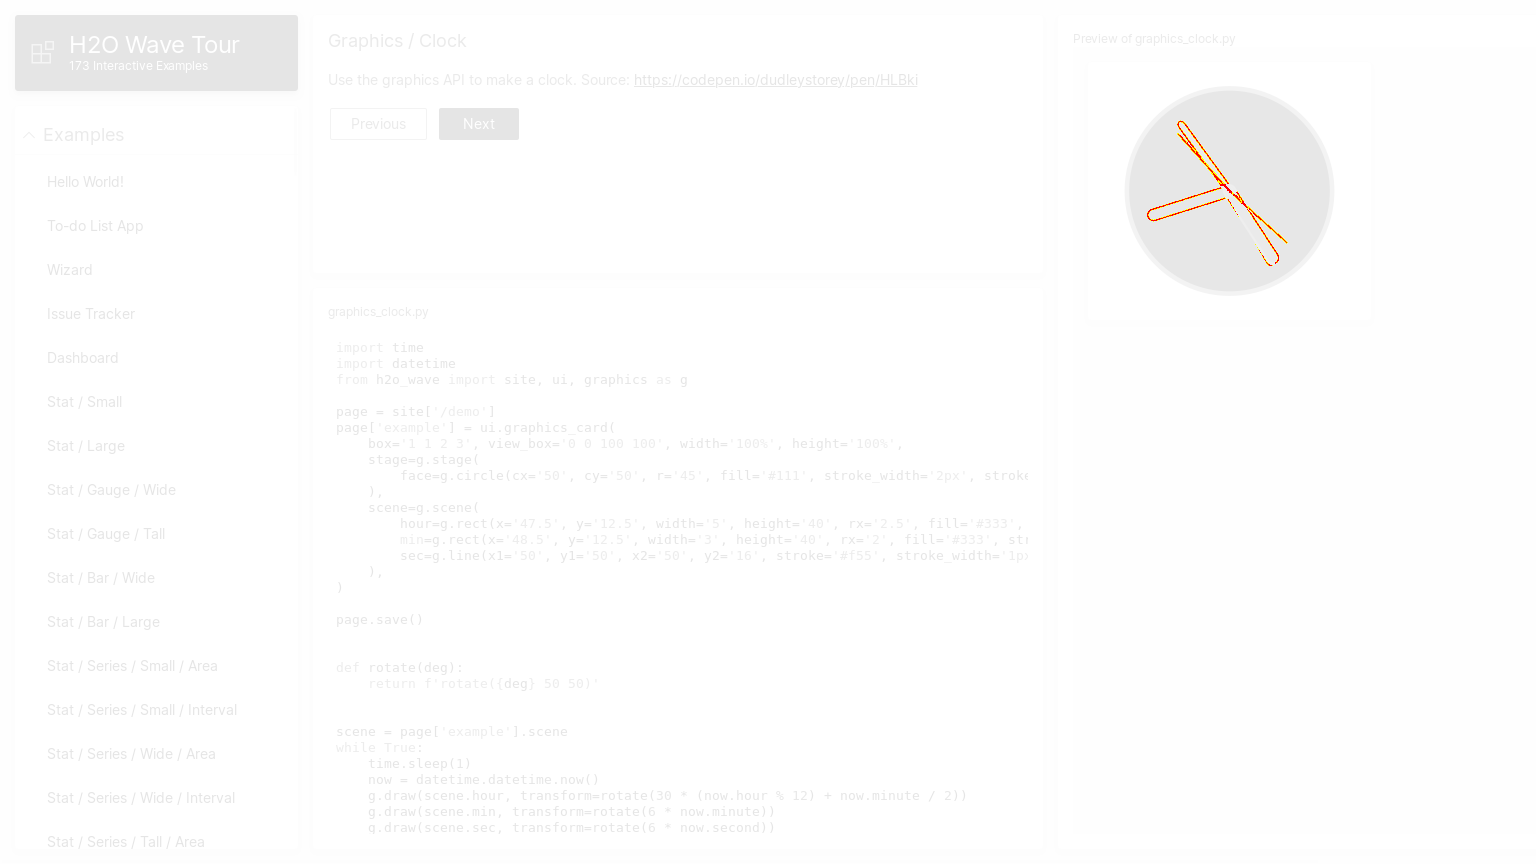 H2O Wave Tour
173 Interactive Examples
Examples
Hello World!
To-do List App
Wizard
Issue Tracker
Dashboard
Stat / Small
Stat / Large
Stat / Gauge / Wide
Stat / Gauge / Tall
Stat / Bar / Wide
Stat / Bar / Large
Stat / Series / Small / Area
Stat / Series / Small / Interval
Stat / Series / Wide / Area
Stat / Series / Wide / Interval
Stat / Series / Tall / Area
Graphics / Clock
Use the graphics API to make a clock. Source: https://codepen.io/dudleystorey/pen/HLBki
Previous
Next
graphics_clock.py
import time
import datetime
from h2o_wave import site, ui, graphics as g
page = site['/demo']
page['example'] = ui.graphics_card(
    box='1 1 2 3', view_box='0 0 100 100', width='100%', height='100%',
    stage=g.stage(
        face=g.circle(cx='50', cy='50', r='45', fill='#111', stroke_width='2px', stroke
    ),
    scene=g.scene(
        hour=g.rect(x='47.5', y='12.5', width='5', height='40', rx='2.5', fill='#333',
        min=g.rect(x='48.5', y='12.5', width='3', height='40', rx='2', fill='#333', str
        sec=g.line(x1='50', y1='50', x2='50', y2='16', stroke='#f55', stroke_width='1px
    ),
)
page.save()
def rotate(deg):
    return f'rotate({deg} 50 50)'
scene = page['example'].scene
while True:
    time.sleep(1)
    now = datetime.datetime.now()
    g.draw(scene.hour, transform=rotate(30 * (now.hour % 12) + now.minute / 2))
    g.draw(scene.min, transform=rotate(6 * now.minute))
    g.draw(scene.sec, transform=rotate(6 * now.second))
Preview of graphics_clock.py